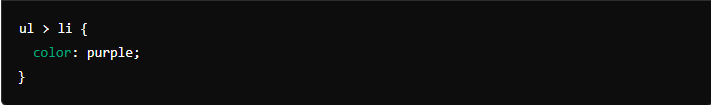 ul > li {
  color: purple;
}